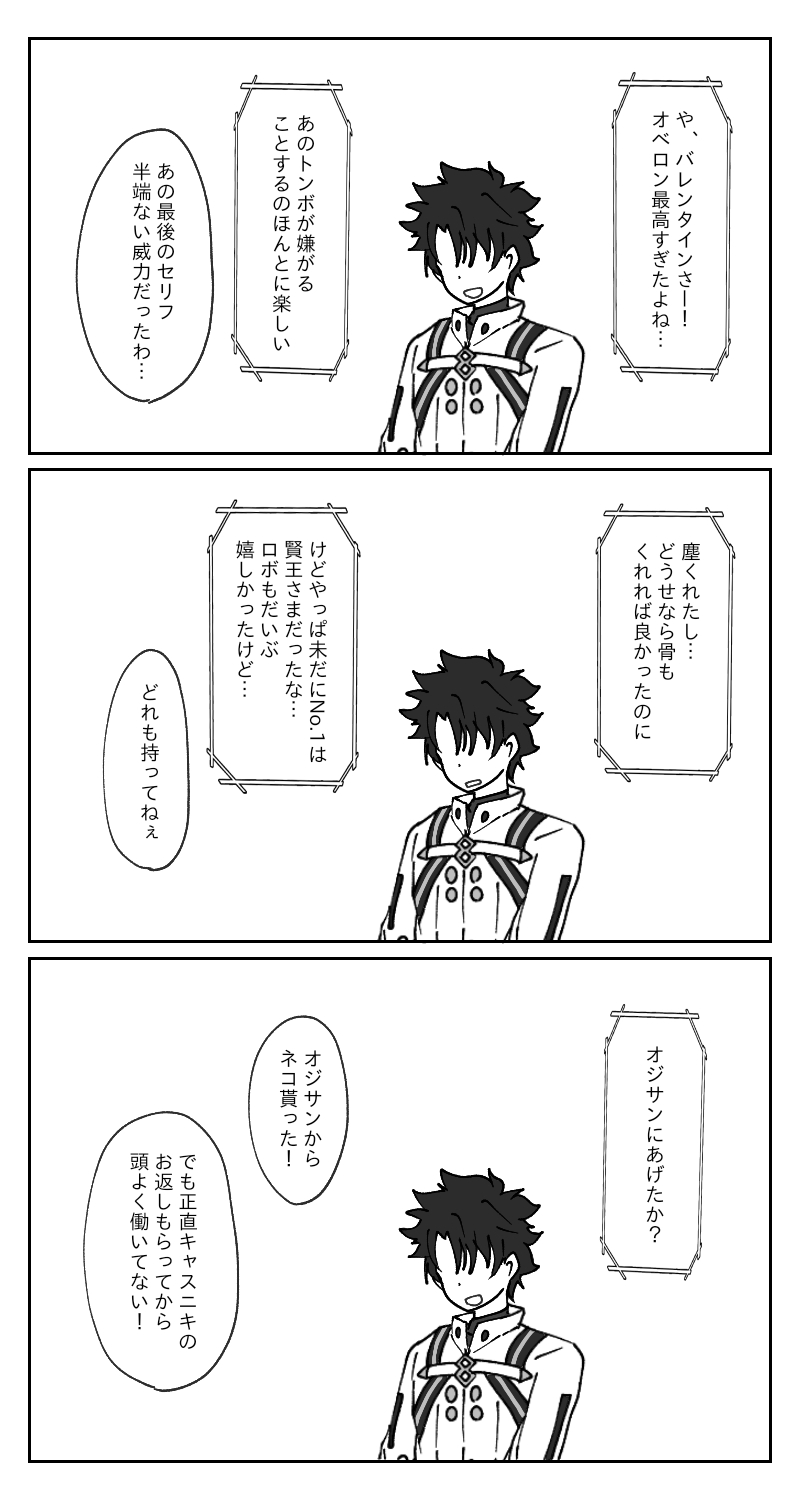 や、バレンタインさー！
オベロン最高すぎたよね…
あのトンボが嫌がる
ことするのほんとに楽しい
あの最後のセリフ
半端ない威力だったわ…
塵くれたし…
どうせなら骨も
くれれば良かったのに
けどやっぱ未だにNo.1は
賢王さまだったな…
ロボもだいぶ
嬉しかったけど…
どれも持ってねぇ
オジサンにあげたか？
オジサンから
ネコ貰った！
でも正直キャスニキの
お返しもらってから
頭よく働いてない！